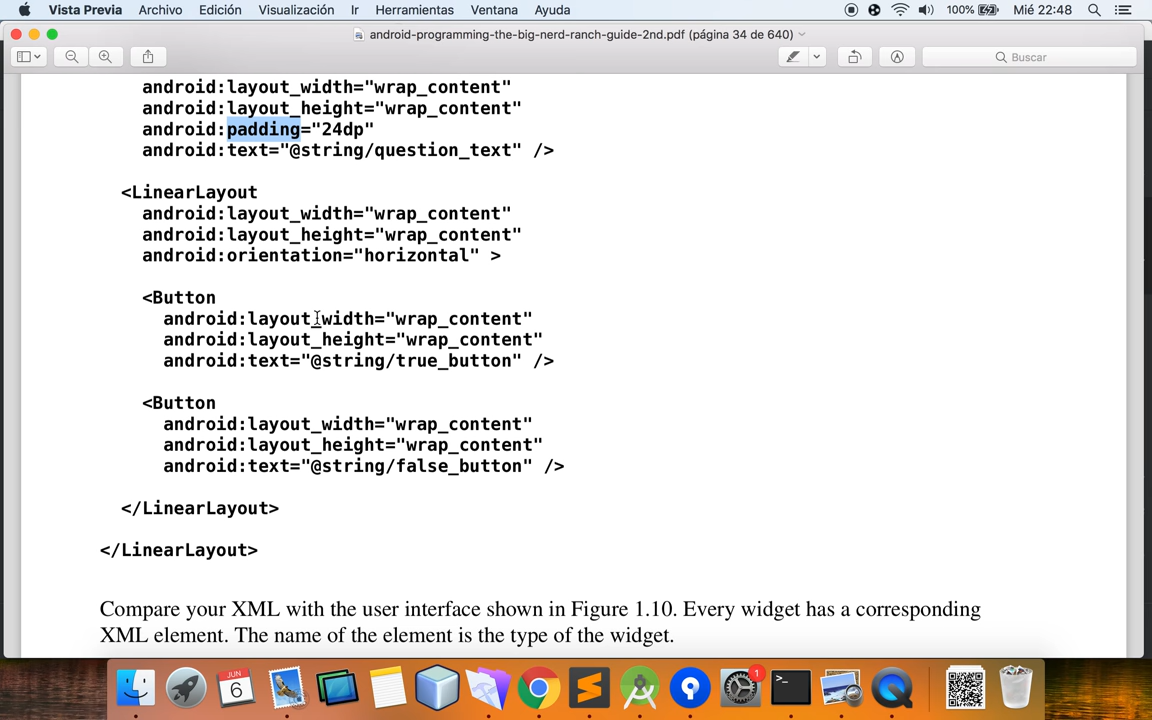 Vista Previa Archivo Edición Visualización Ir Herramientas Ventana Ayuda 100% Mié 22:48
android-programming-the-big-nerd-ranch-guide-2nd.pdf (página 34 de 640)
Buscar
android:layout_width="wrap_content"
android:layout_height="wrap_content"
android:padding="24dp"
android:text="@string/question_text" />
<LinearLayout
android:layout_width="wrap_content"
android:layout_height="wrap_content"
android:orientation="horizontal" >
<Button
android:layout_width="wrap_content"
android:layout_height="wrap_content"
android:text="@string/true_button" />
<Button
android:layout_width="wrap_content"
android:layout_height="wrap_content"
android:text="@string/false_button" />
</LinearLayout>
</LinearLayout>
Compare your XML with the user interface shown in Figure 1.10. Every widget has a corresponding
XML element. The name of the element is the type of the widget.
JUN
6
1